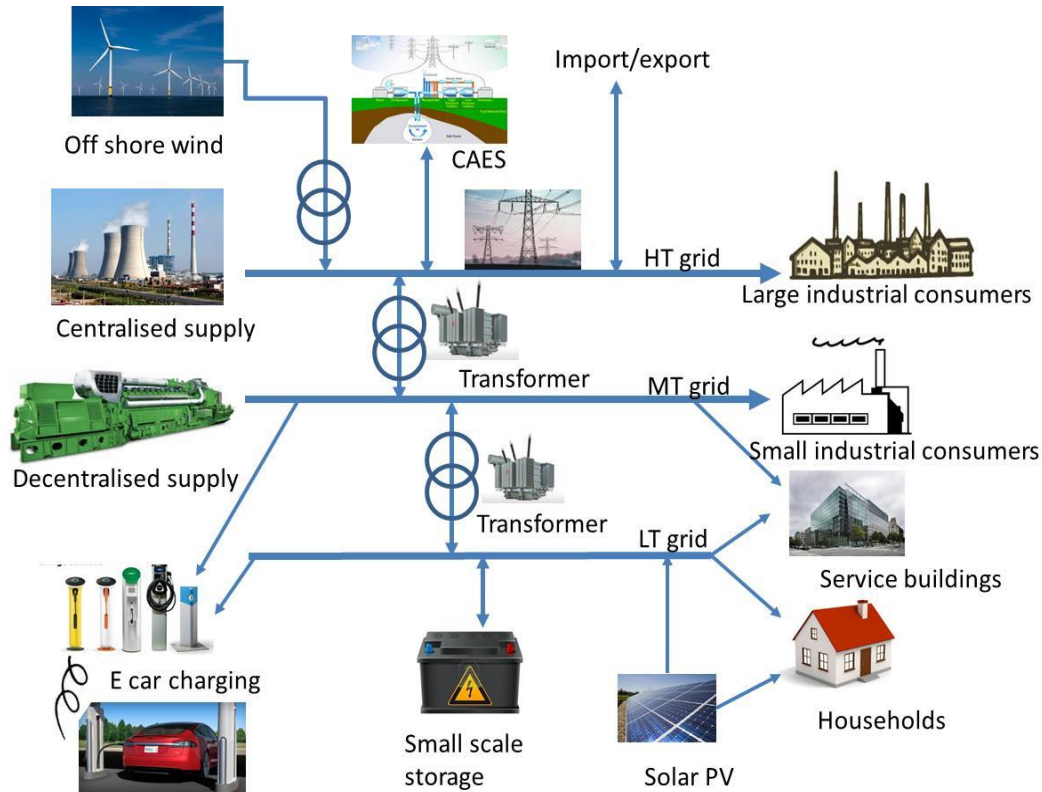 Import/export
Off shore wind
CAES
HT grid
Large industrial consumers
Centralised supply
Transformer
MT grid
Small industrial consumers
Decentralised supply
Transformer
LT grid
Service buildings
E car charging
Households
Small scale
storage
Solar PV